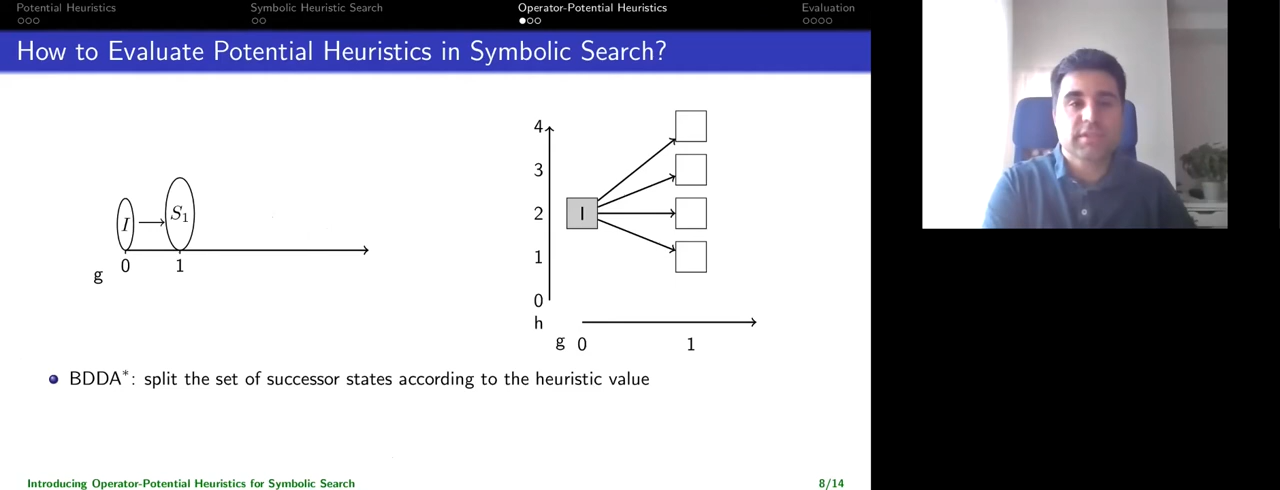 Potential Heuristics Symbolic Heuristic Search Operator-Potential Heuristics Evaluation
How to Evaluate Potential Heuristics in Symbolic Search?
I
S1
0 1
g
4
3
2
1
0
h
I
g 0 1
BDDA*: split the set of successor states according to the heuristic value
Introducing Operator-Potential Heuristics for Symbolic Search 8/14